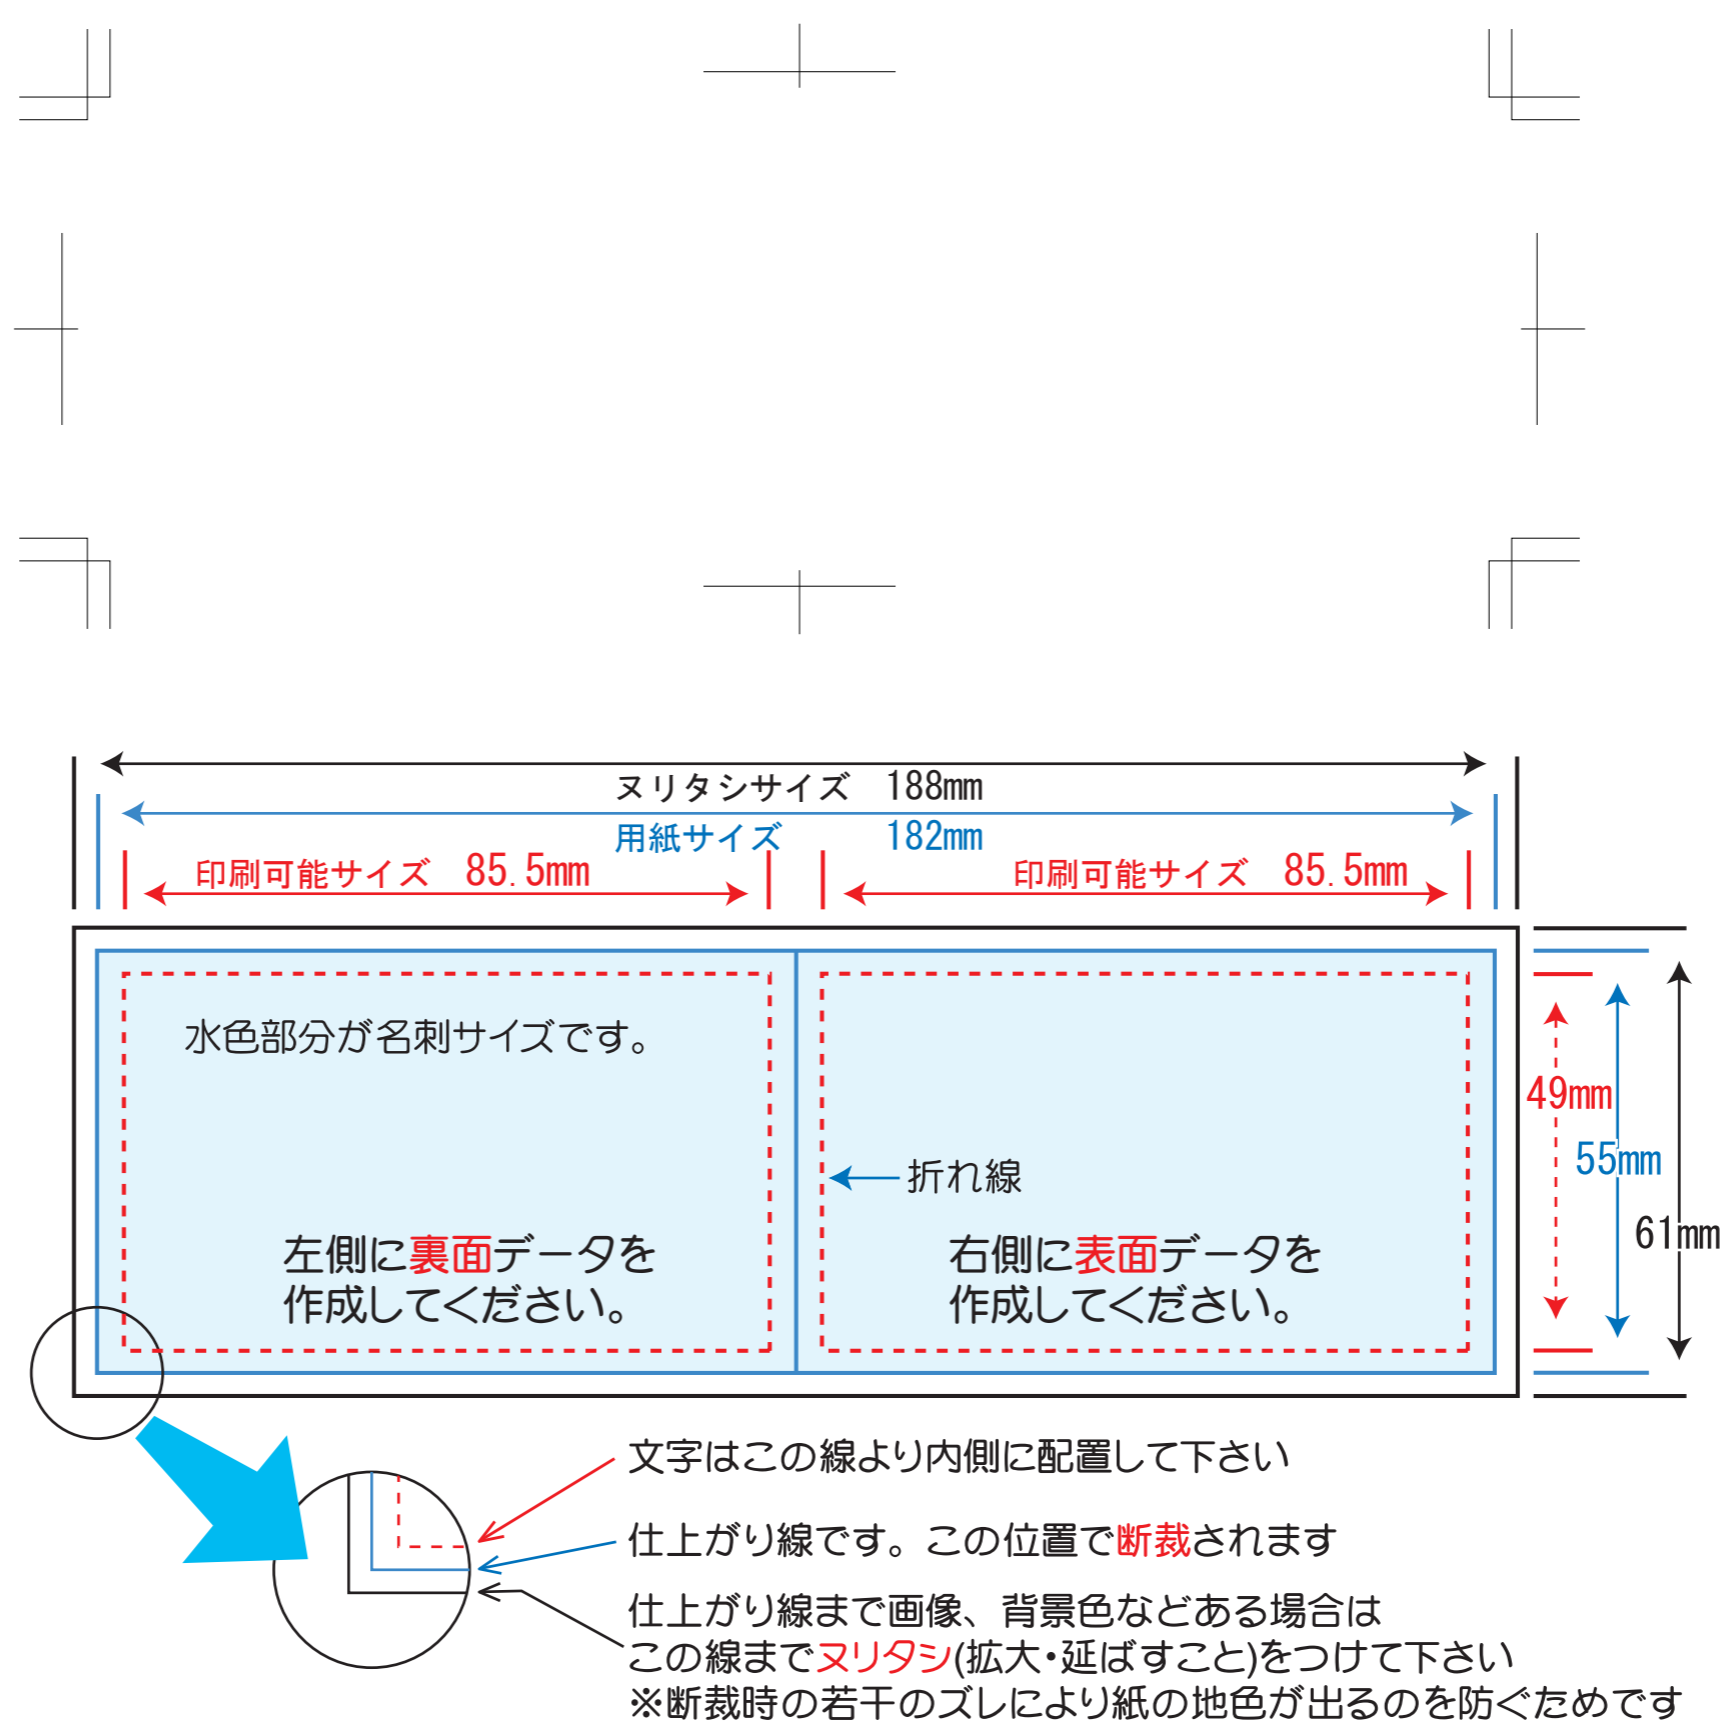 ヌリタシサイズ　188mm
用紙サイズ　182mm
印刷可能サイズ　85.5mm
印刷可能サイズ　85.5mm
水色部分が名刺サイズです。
49mm
55mm
折れ線
61mm
左側に裏面データを
作成してください。
右側に表面データを
作成してください。
文字はこの線より内側に配置して下さい
仕上がり線です。この位置で断裁されます
仕上がり線まで画像、背景色などある場合は
この線までヌリタシ(拡大・延ばすこと)をつけて下さい
※断裁時の若干のズレにより紙の地色が出るのを防ぐためです